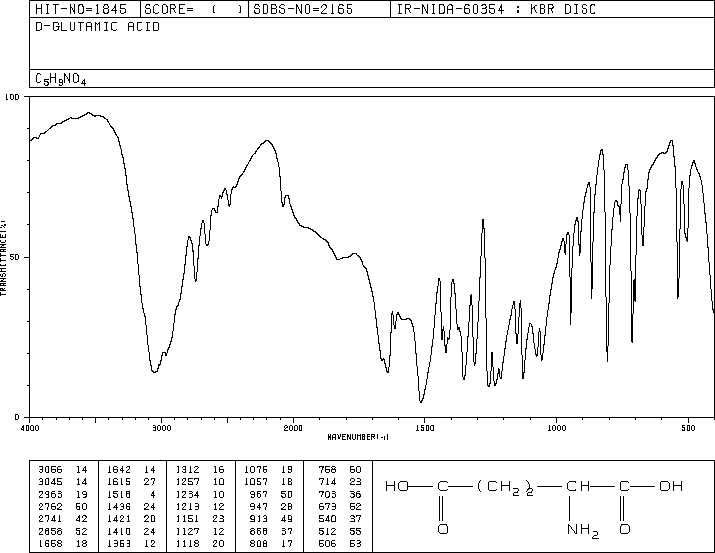 HIT-NO=1845 SCORE= ( ) SDBS-NO=2165 IR-NIDA-60354 : KBR DISC
D-GLUTAMIC ACID
C5H9NO4
100
50
0
TRANSMITTANCE(%)
4000 3000 2000 1500 1000 500
WAVENUMBER(-1)
3056 14 1642 14 1312 16 1076 19 758 60
3045 14 1615 27 1257 10 1057 18 714 23
2963 19 1518 4 1234 10 967 50 703 36
2762 60 1436 24 1213 12 947 28 673 52
2741 42 1421 20 1151 23 913 49 540 37
2656 52 1410 24 1127 12 868 37 512 55
1658 18 1353 12 1118 20 808 17 506 53
HO—C—(CH2)2—CH—C—OH
O NH2 O